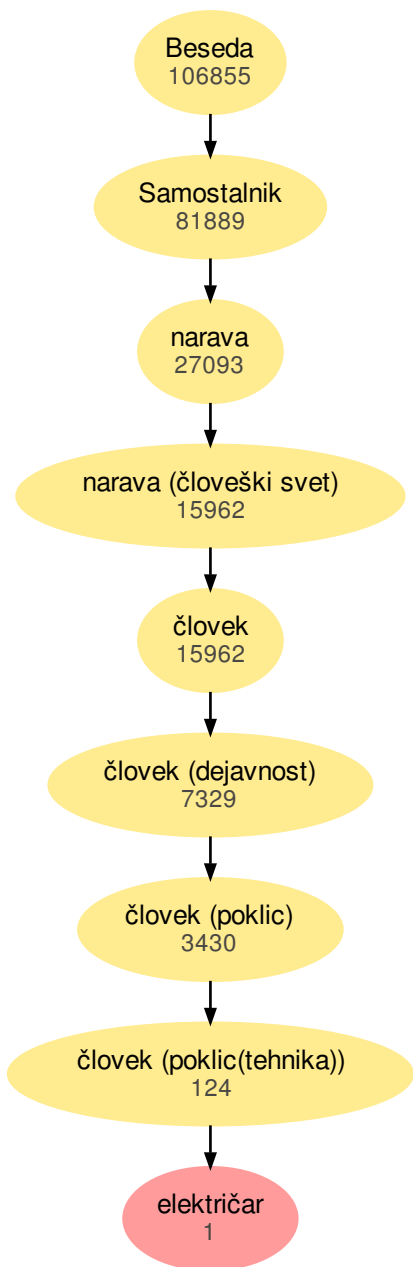 Beseda
106855
Samostalnik
81889
narava
27093
narava (človeški svet)
15962
človek
15962
človek (dejavnost)
7329
človek (poklic)
3430
človek (poklic(tehnika))
124
električar
1